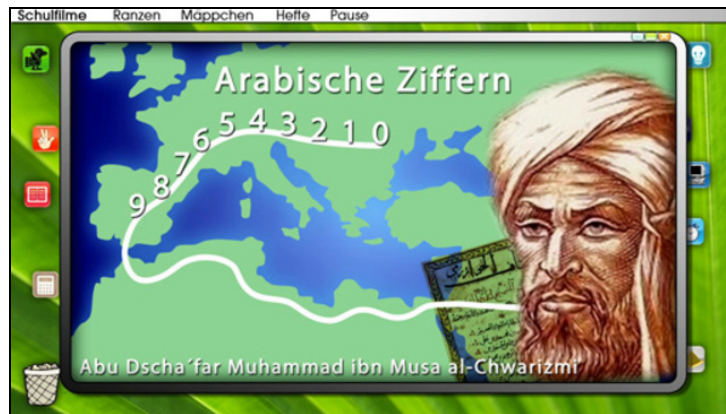 Schulfilme Ranzen Mäppchen Hefte Pause
Arabische Ziffern
9 8 7 6 5 4 3 2 1 0
Abu Dscha´far Muhammad ibn Musa al-Chwarizmi